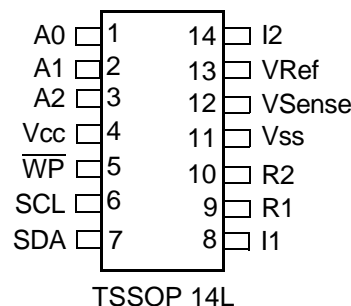 A0 1 14 I2
A1 2 13 VRef
A2 3 12 VSense
Vcc 4 11 Vss
W̅P̅ 5 10 R2
SCL 6 9 R1
SDA 7 8 I1
TSSOP 14L